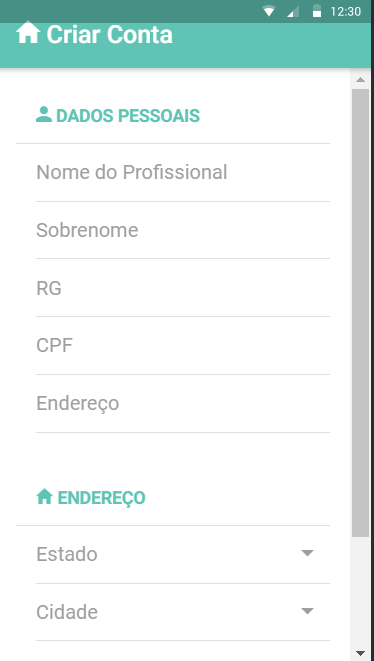 12:30
Criar Conta
DADOS PESSOAIS
Nome do Profissional
Sobrenome
RG
CPF
Endereço
ENDEREÇO
Estado
Cidade